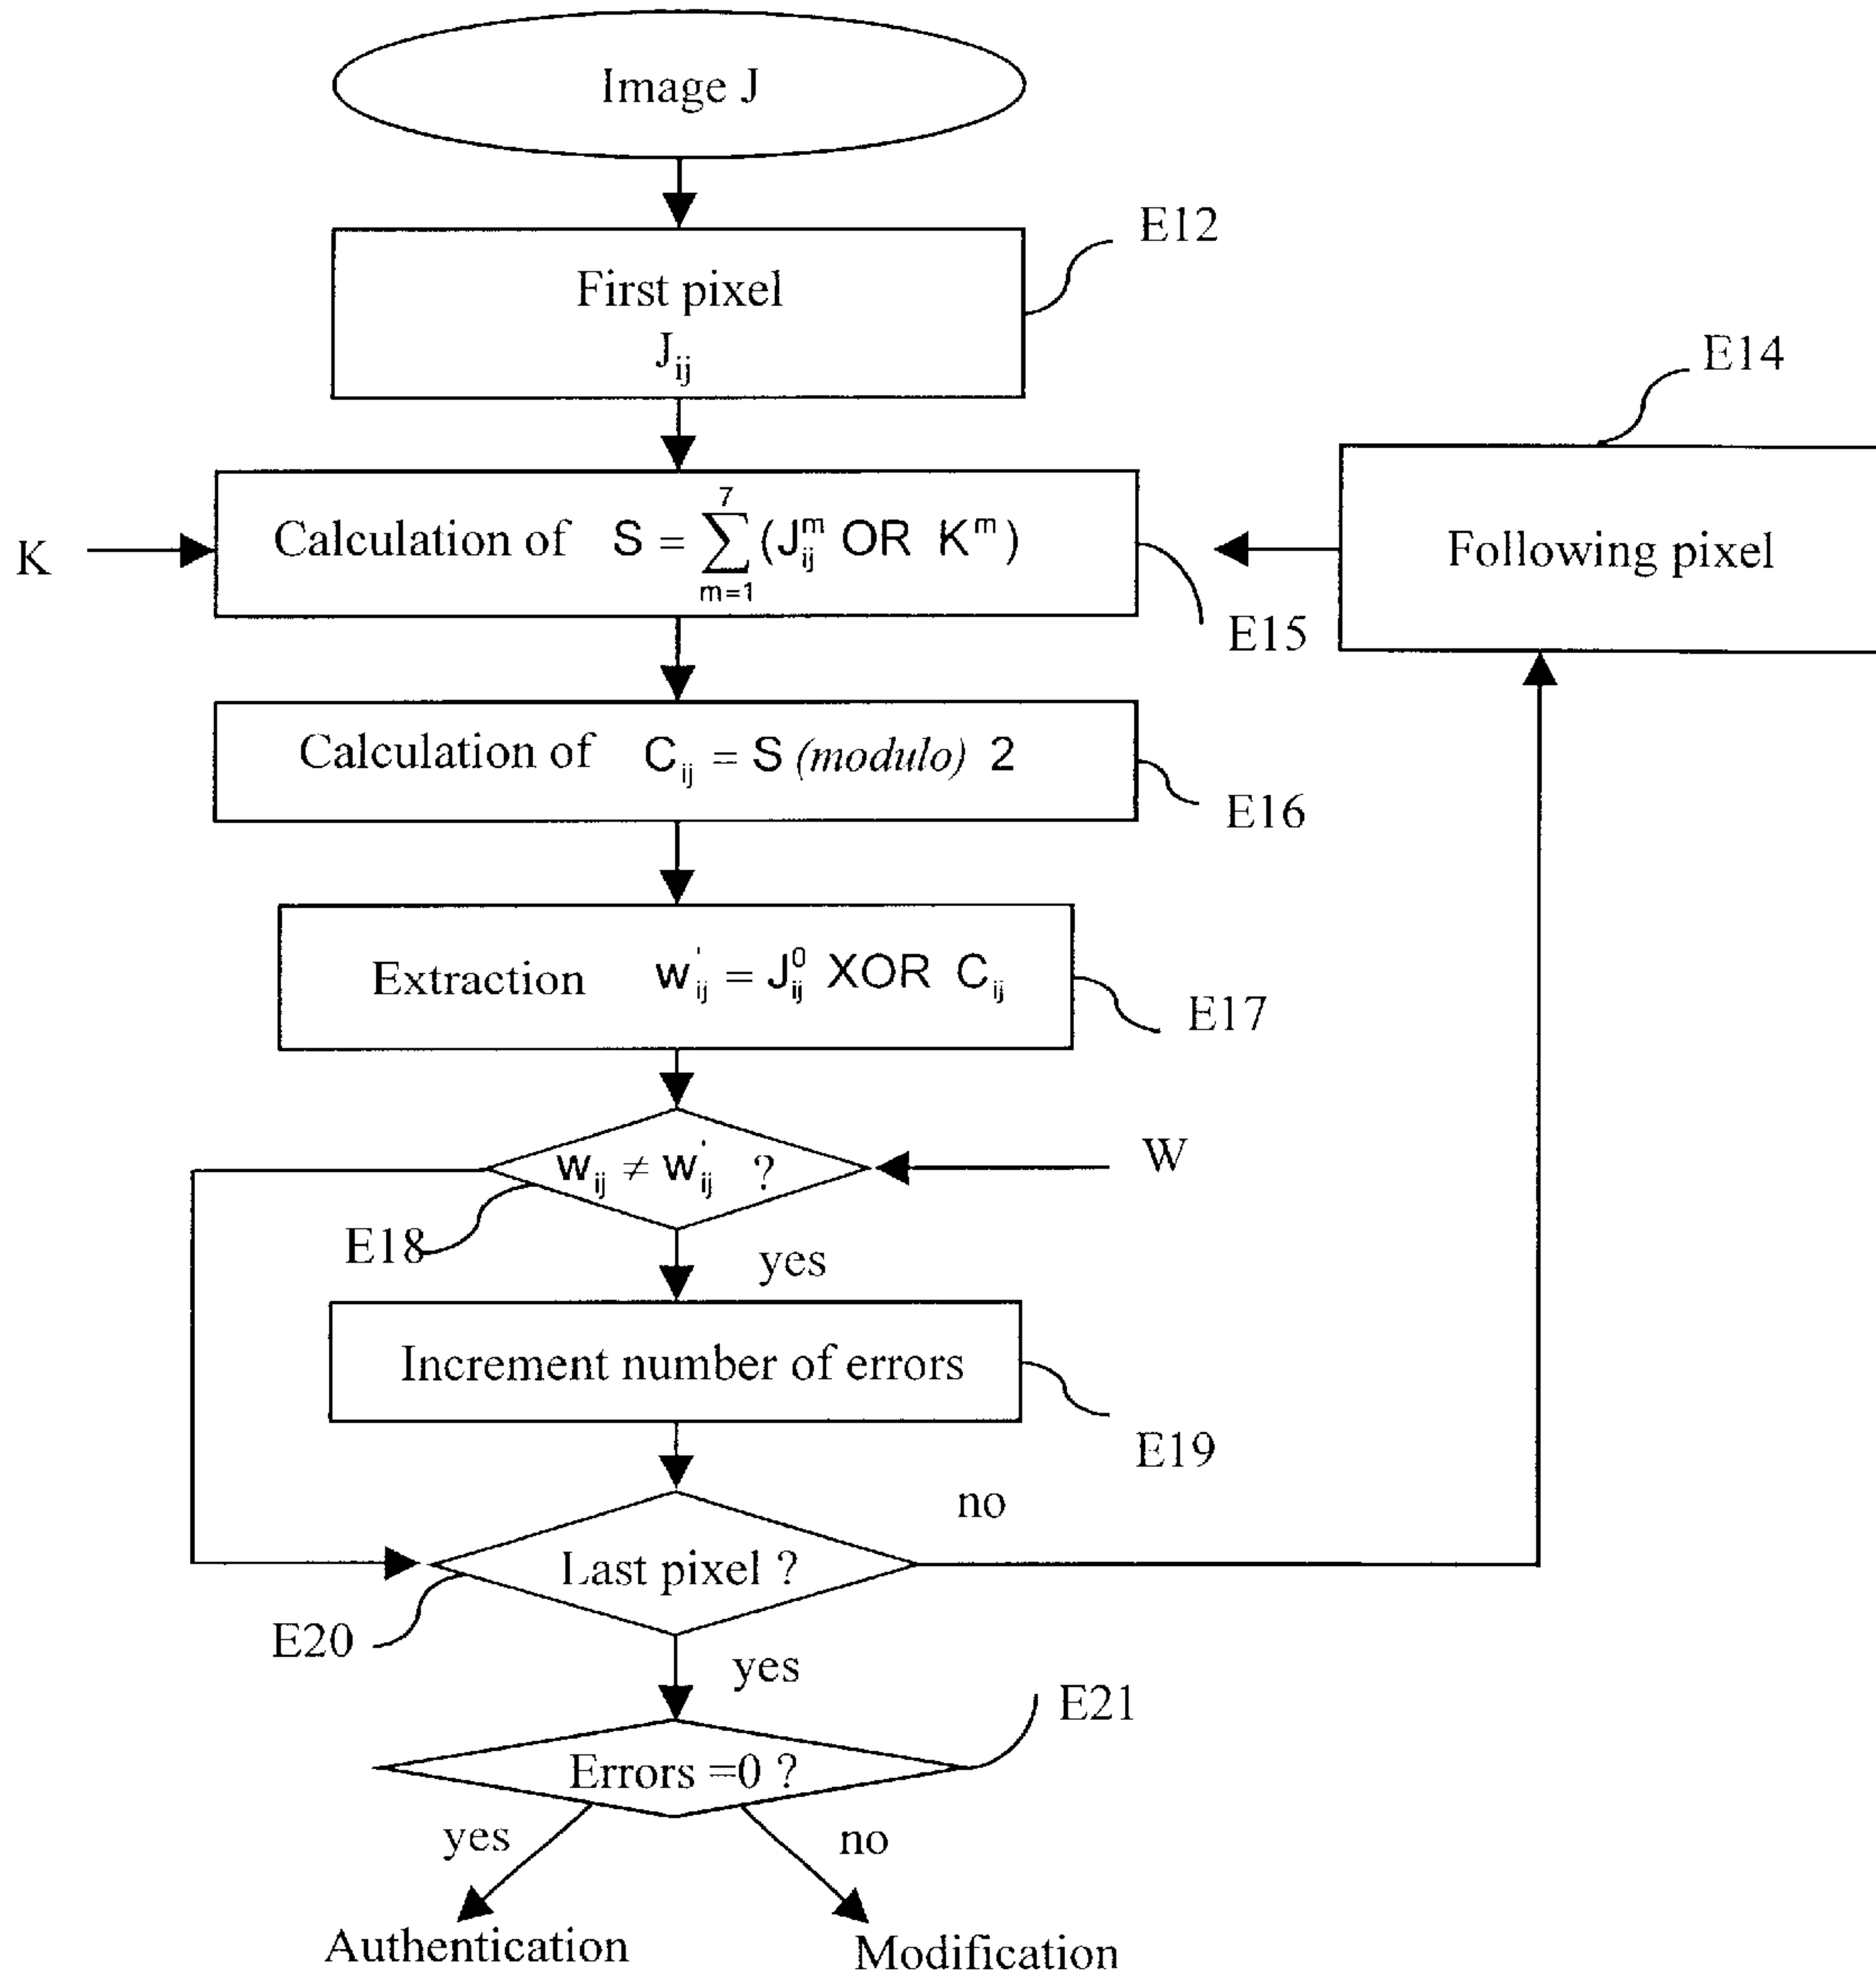 Image J
E12
First pixel
J_ij
E14
K
Calculation of S = ∑_{m=1}^{7} (J_ij^m OR K^m)
Following pixel
E15
Calculation of C_ij = S (modulo) 2
E16
Extraction w'_ij = J_ij^0 XOR C_ij
E17
w_ij ≠ w'_ij ?
W
E18
yes
Increment number of errors
E19
no
Last pixel ?
E20
yes
E21
Errors =0 ?
yes
no
Authentication
Modification